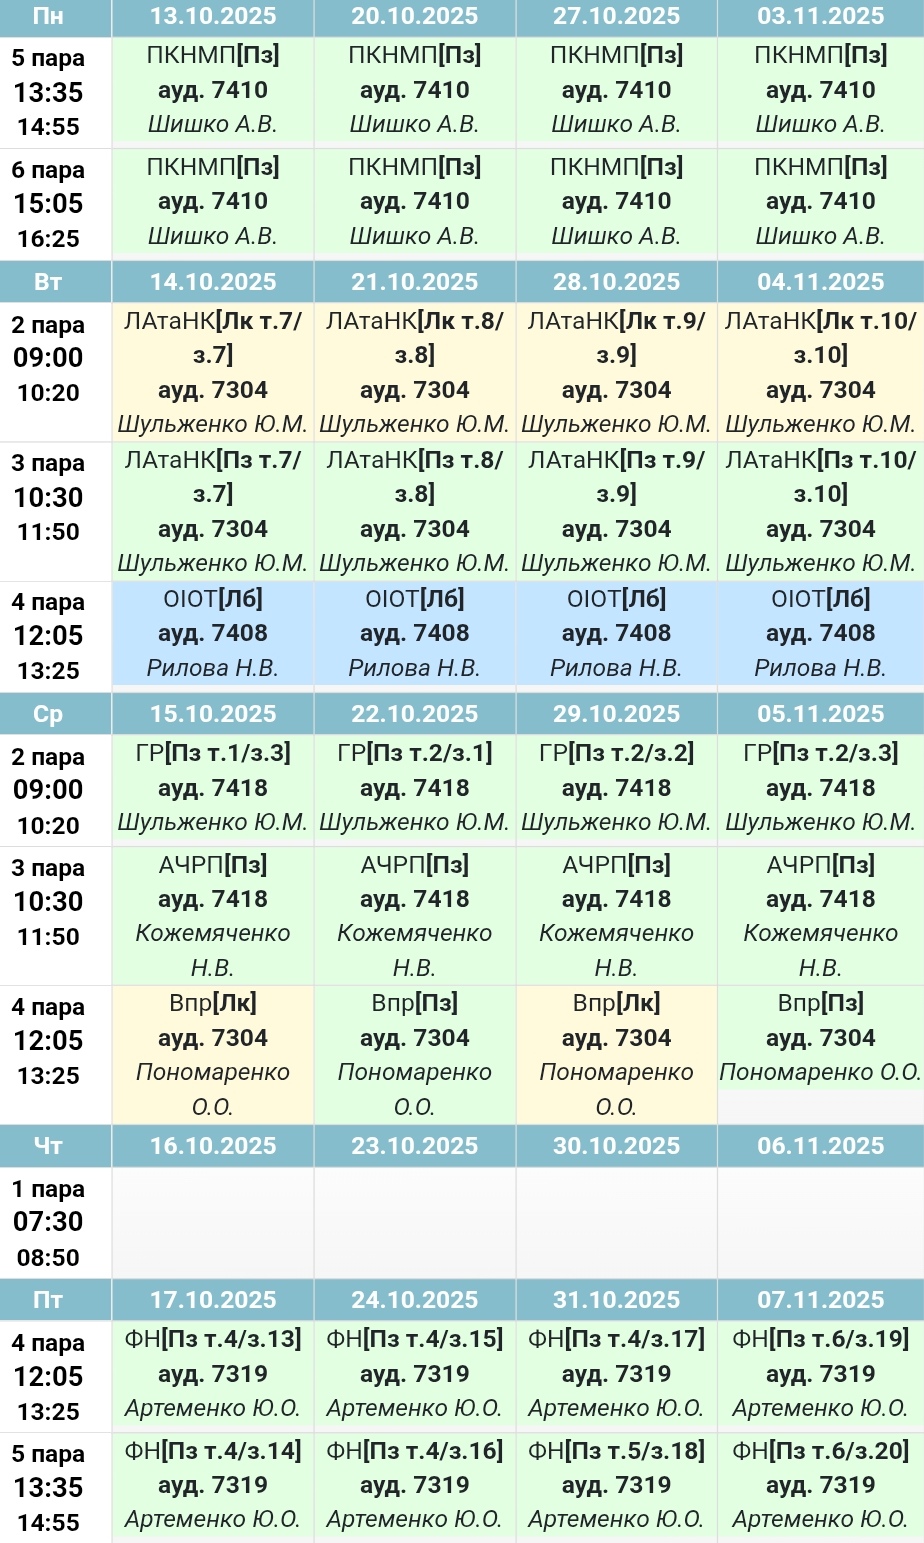 Пн 13.10.2025 20.10.2025 27.10.2025 03.11.2025
5 пара ПКНМП[Пз] ПКНМП[Пз] ПКНМП[Пз] ПКНМП[Пз]
13:35 ауд. 7410 ауд. 7410 ауд. 7410 ауд. 7410
14:55 Шишко А.В. Шишко А.В. Шишко А.В. Шишко А.В.
6 пара ПКНМП[Пз] ПКНМП[Пз] ПКНМП[Пз] ПКНМП[Пз]
15:05 ауд. 7410 ауд. 7410 ауд. 7410 ауд. 7410
16:25 Шишко А.В. Шишко А.В. Шишко А.В. Шишко А.В.
Вт 14.10.2025 21.10.2025 28.10.2025 04.11.2025
2 пара ЛАтаНК[Лк т.7/ ЛАтаНК[Лк т.8/ ЛАтаНК[Лк т.9/ ЛАтаНК[Лк т.10/
09:00 з.7] з.8] з.9] з.10]
10:20 ауд. 7304 ауд. 7304 ауд. 7304 ауд. 7304
Шульженко Ю.М. Шульженко Ю.М. Шульженко Ю.М. Шульженко Ю.М.
3 пара ЛАтаНК[Пз т.7/ ЛАтаНК[Пз т.8/ ЛАтаНК[Пз т.9/ ЛАтаНК[Пз т.10/
10:30 з.7] з.8] з.9] з.10]
11:50 ауд. 7304 ауд. 7304 ауд. 7304 ауд. 7304
Шульженко Ю.М. Шульженко Ю.М. Шульженко Ю.М. Шульженко Ю.М.
4 пара ОІОТ[Лб] ОІОТ[Лб] ОІОТ[Лб] ОІОТ[Лб]
12:05 ауд. 7408 ауд. 7408 ауд. 7408 ауд. 7408
13:25 Рилова Н.В. Рилова Н.В. Рилова Н.В. Рилова Н.В.
Ср 15.10.2025 22.10.2025 29.10.2025 05.11.2025
2 пара ГР[Пз т.1/з.3] ГР[Пз т.2/з.1] ГР[Пз т.2/з.2] ГР[Пз т.2/з.3]
09:00 ауд. 7418 ауд. 7418 ауд. 7418 ауд. 7418
10:20 Шульженко Ю.М. Шульженко Ю.М. Шульженко Ю.М. Шульженко Ю.М.
3 пара АЧРП[Пз] АЧРП[Пз] АЧРП[Пз] АЧРП[Пз]
10:30 ауд. 7418 ауд. 7418 ауд. 7418 ауд. 7418
11:50 Кожемяченко Кожемяченко Кожемяченко Кожемяченко
Н.В. Н.В. Н.В. Н.В.
4 пара Впр[Лк] Впр[Пз] Впр[Лк] Впр[Пз]
12:05 ауд. 7304 ауд. 7304 ауд. 7304 ауд. 7304
13:25 Пономаренко Пономаренко Пономаренко Пономаренко О.О.
О.О. О.О. О.О.
Чт 16.10.2025 23.10.2025 30.10.2025 06.11.2025
1 пара
07:30
08:50
Пт 17.10.2025 24.10.2025 31.10.2025 07.11.2025
4 пара ФН[Пз т.4/з.13] ФН[Пз т.4/з.15] ФН[Пз т.4/з.17] ФН[Пз т.6/з.19]
12:05 ауд. 7319 ауд. 7319 ауд. 7319 ауд. 7319
13:25 Артеменко Ю.О. Артеменко Ю.О. Артеменко Ю.О. Артеменко Ю.О.
5 пара ФН[Пз т.4/з.14] ФН[Пз т.4/з.16] ФН[Пз т.5/з.18] ФН[Пз т.6/з.20]
13:35 ауд. 7319 ауд. 7319 ауд. 7319 ауд. 7319
14:55 Артеменко Ю.О. Артеменко Ю.О. Артеменко Ю.О. Артеменко Ю.О.